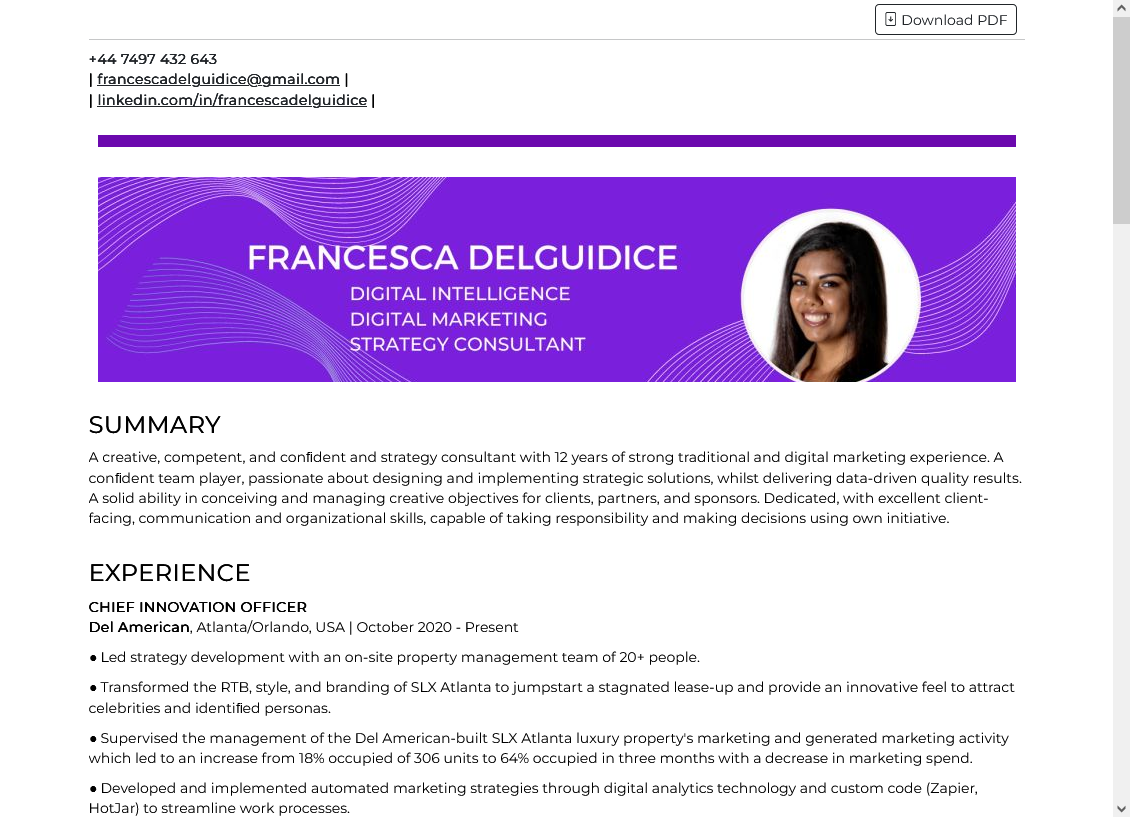 Download PDF
+44 7497 432 643
| francescadelguidice@gmail.com |
| linkedin.com/in/francescadelguidice |
FRANCESCA DELGUIDICE
DIGITAL INTELLIGENCE
DIGITAL MARKETING
STRATEGY CONSULTANT
SUMMARY
A creative, competent, and confident and strategy consultant with 12 years of strong traditional and digital marketing experience. A
confident team player, passionate about designing and implementing strategic solutions, whilst delivering data-driven quality results.
A solid ability in conceiving and managing creative objectives for clients, partners, and sponsors. Dedicated, with excellent client-
facing, communication and organizational skills, capable of taking responsibility and making decisions using own initiative.
EXPERIENCE
CHIEF INNOVATION OFFICER
Del American, Atlanta/Orlando, USA | October 2020 - Present
● Led strategy development with an on-site property management team of 20+ people.
● Transformed the RTB, style, and branding of SLX Atlanta to jumpstart a stagnated lease-up and provide an innovative feel to attract
celebrities and identified personas.
● Supervised the management of the Del American-built SLX Atlanta luxury property's marketing and generated marketing activity
which led to an increase from 18% occupied of 306 units to 64% occupied in three months with a decrease in marketing spend.
● Developed and implemented automated marketing strategies through digital analytics technology and custom code (Zapier,
HotJar) to streamline work processes.